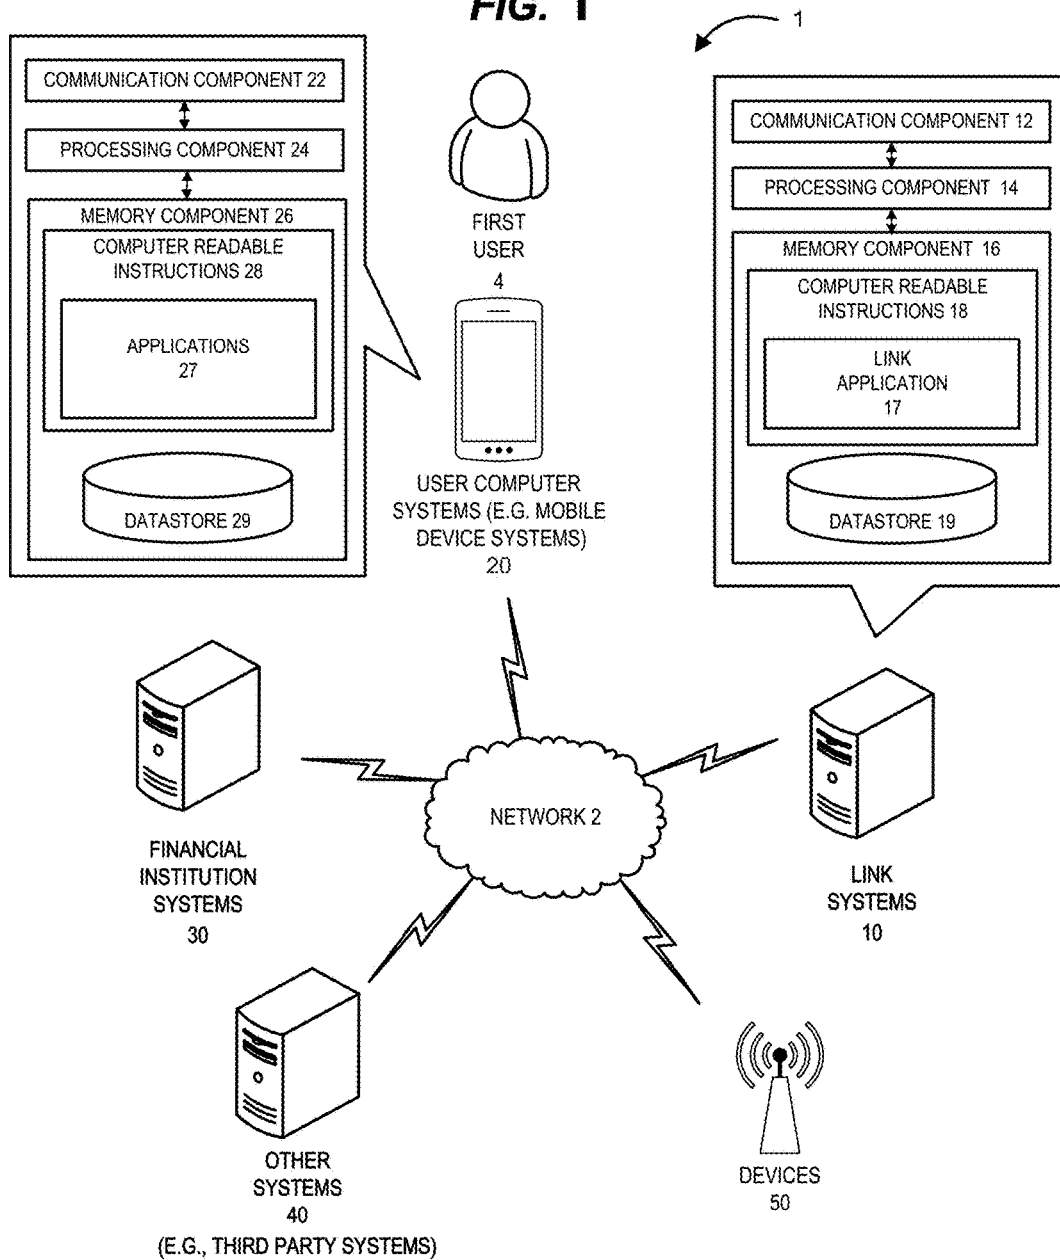 FIG. 1
1
COMMUNICATION COMPONENT 22
PROCESSING COMPONENT 24
MEMORY COMPONENT 26
COMPUTER READABLE
INSTRUCTIONS 28
APPLICATIONS
27
DATASTORE 29
FIRST
USER
4
USER COMPUTER
SYSTEMS (E.G. MOBILE
DEVICE SYSTEMS)
20
COMMUNICATION COMPONENT 12
PROCESSING COMPONENT 14
MEMORY COMPONENT 16
COMPUTER READABLE
INSTRUCTIONS 18
LINK
APPLICATION
17
DATASTORE 19
FINANCIAL
INSTITUTION
SYSTEMS
30
NETWORK 2
LINK
SYSTEMS
10
OTHER
SYSTEMS
40
(E.G., THIRD PARTY SYSTEMS)
DEVICES
50